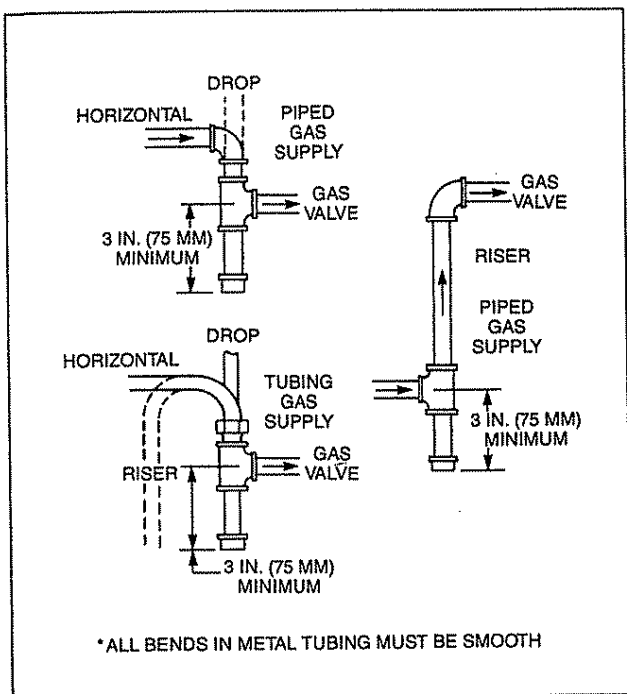 DROP
HORIZONTAL
PIPED
GAS
SUPPLY
GAS
VALVE
3 IN. (75 MM)
MINIMUM
DROP
HORIZONTAL
TUBING
GAS
SUPPLY
GAS
VALVE
RISER
3 IN. (75 MM)
MINIMUM
GAS
VALVE
RISER
PIPED
GAS
SUPPLY
3 IN. (75 MM)
MINIMUM
*ALL BENDS IN METAL TUBING MUST BE SMOOTH